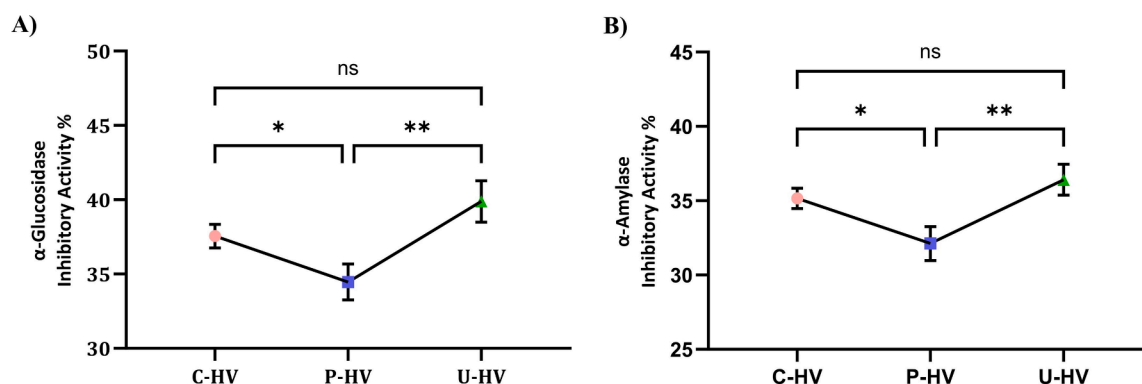 A)
α-Glucosidase
Inhibitory Activity %
50
45
40
35
30
ns
*
**
C-HV
P-HV
U-HV
B)
α-Amylase
Inhibitory Activity %
45
40
35
30
25
ns
*
**
C-HV
P-HV
U-HV